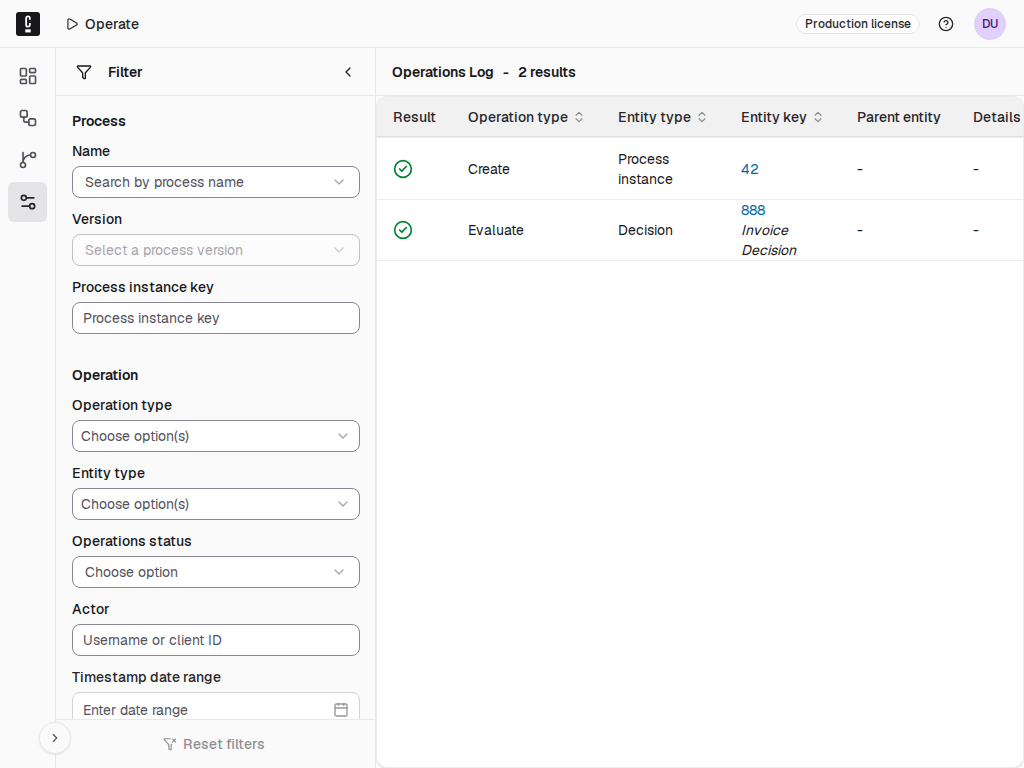 Operate
Production license
DU
Filter
Operations Log - 2 results
Process
Name
Search by process name
Version
Select a process version
Process instance key
Process instance key
Operation
Operation type
Choose option(s)
Entity type
Choose option(s)
Operations status
Choose option
Actor
Username or client ID
Timestamp date range
Enter date range
Reset filters
Result Operation type Entity type Entity key Parent entity Details
Create Process instance 42 - -
Evaluate Decision 888 Invoice Decision - -